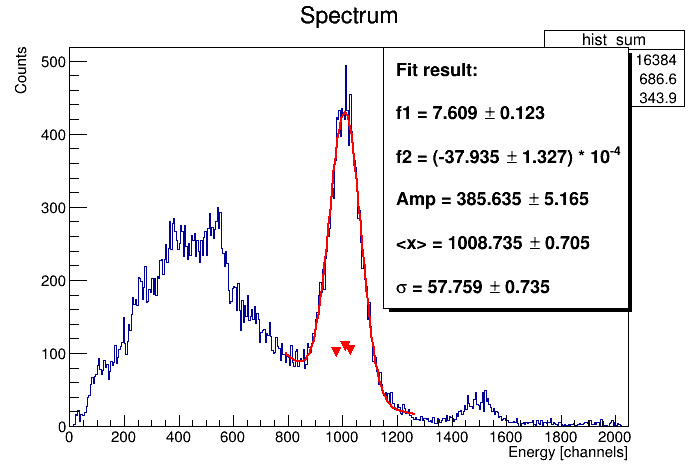 Spectrum
hist_sum
16384
686.6
343.9
Fit result:
f1 = 7.609 ± 0.123
f2 = (-37.935 ± 1.327) * 10⁻⁴
Amp = 385.635 ± 5.165
<x> = 1008.735 ± 0.705
σ = 57.759 ± 0.735
Counts
500
400
300
200
100
0
0 200 400 600 800 1000 1200 1400 1600 1800 2000
Energy [channels]